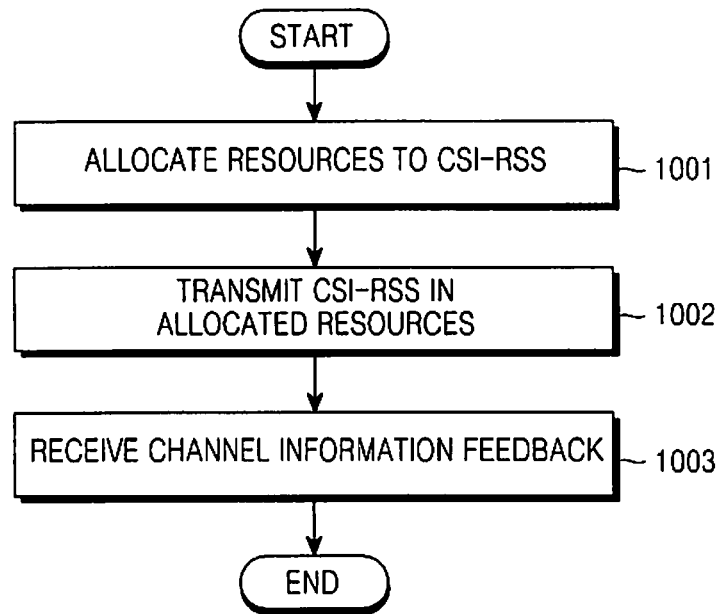 START
ALLOCATE RESOURCES TO CSI-RSS
1001
TRANSMIT CSI-RSS IN
ALLOCATED RESOURCES
1002
RECEIVE CHANNEL INFORMATION FEEDBACK
1003
END